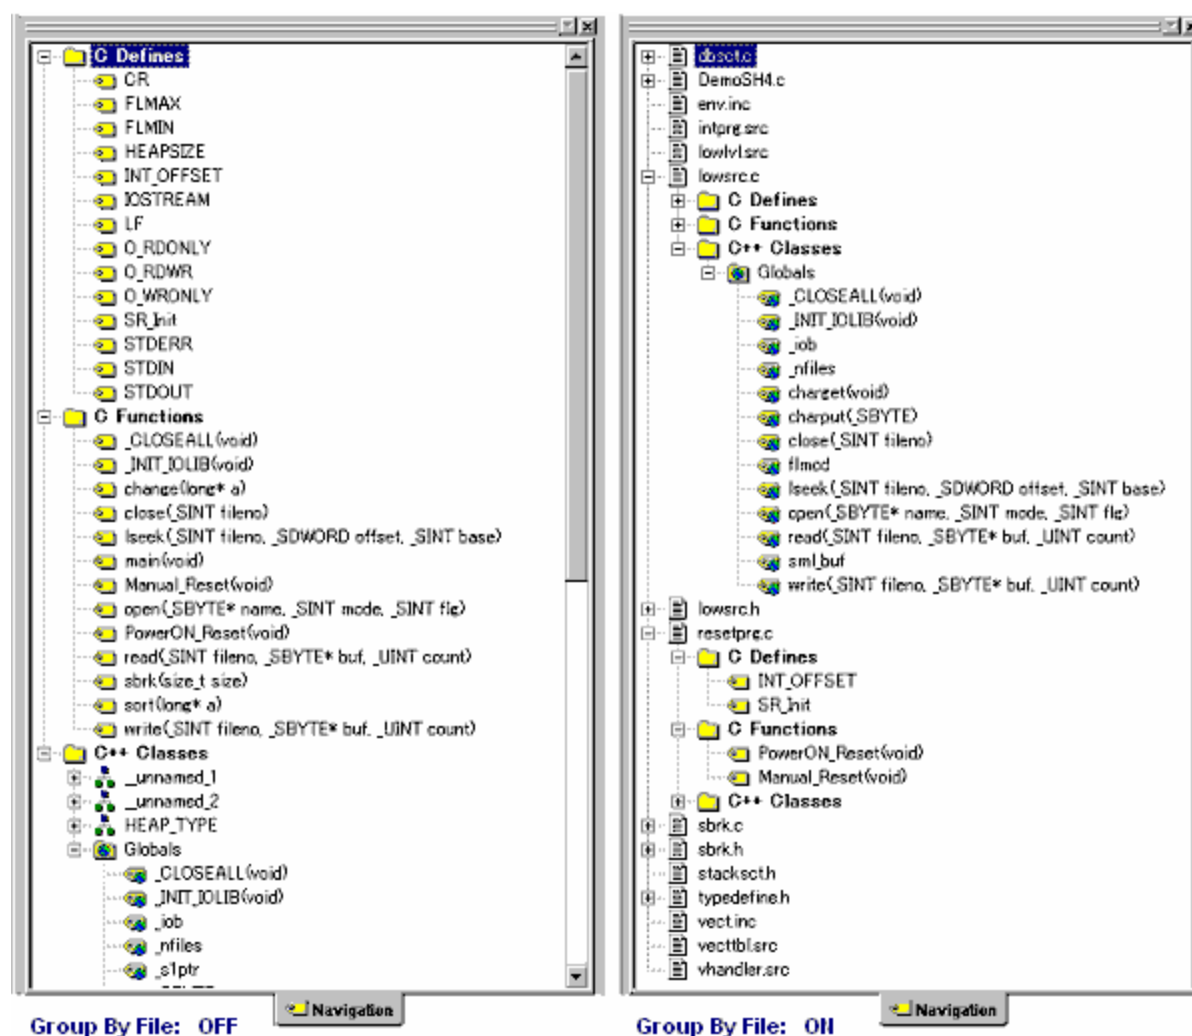 C Defines
CR
FLMAX
FLMIN
HEAPSIZE
INT_OFFSET
IOSTREAM
LF
O_RDONLY
O_RDWR
O_WRONLY
SR_Init
STDERR
STDIN
STDOUT
C Functions
_CLOSEALL(void)
_INIT_IOLIB(void)
change(long* a)
close(_SINT fileno)
lseek(_SINT fileno, _SDWORD offset, _SINT base)
main(void)
Manual_Reset(void)
open(_SBYTE* name, _SINT mode, _SINT flg)
PowerON_Reset(void)
read(_SINT fileno, _SBYTE* buf, _UINT count)
sbrk(size_t size)
sort(long* a)
write(_SINT fileno, _SBYTE* buf, _UINT count)
C++ Classes
__unnamed_1
__unnamed_2
HEAP_TYPE
Globals
_CLOSEALL(void)
_INIT_IOLIB(void)
_iob
_nfiles
_s1ptr
Navigation
Group By File: OFF
dbsct.c
DemoSH4.c
env.inc
intprg.src
lowlvl.src
lowsrc.c
C Defines
C Functions
C++ Classes
Globals
_CLOSEALL(void)
_INIT_IOLIB(void)
_iob
_nfiles
charget(void)
charput(_SBYTE)
close(_SINT fileno)
flmod
lseek(_SINT fileno, _SDWORD offset, _SINT base)
open(_SBYTE* name, _SINT mode, _SINT flg)
read(_SINT fileno, _SBYTE* buf, _UINT count)
sml_buf
write(_SINT fileno, _SBYTE* buf, _UINT count)
lowsrc.h
resetprg.c
C Defines
INT_OFFSET
SR_Init
C Functions
PowerON_Reset(void)
Manual_Reset(void)
C++ Classes
sbrk.c
sbrk.h
stacksct.h
typedefine.h
vect.inc
vecttbl.src
vhandler.src
Navigation
Group By File: ON